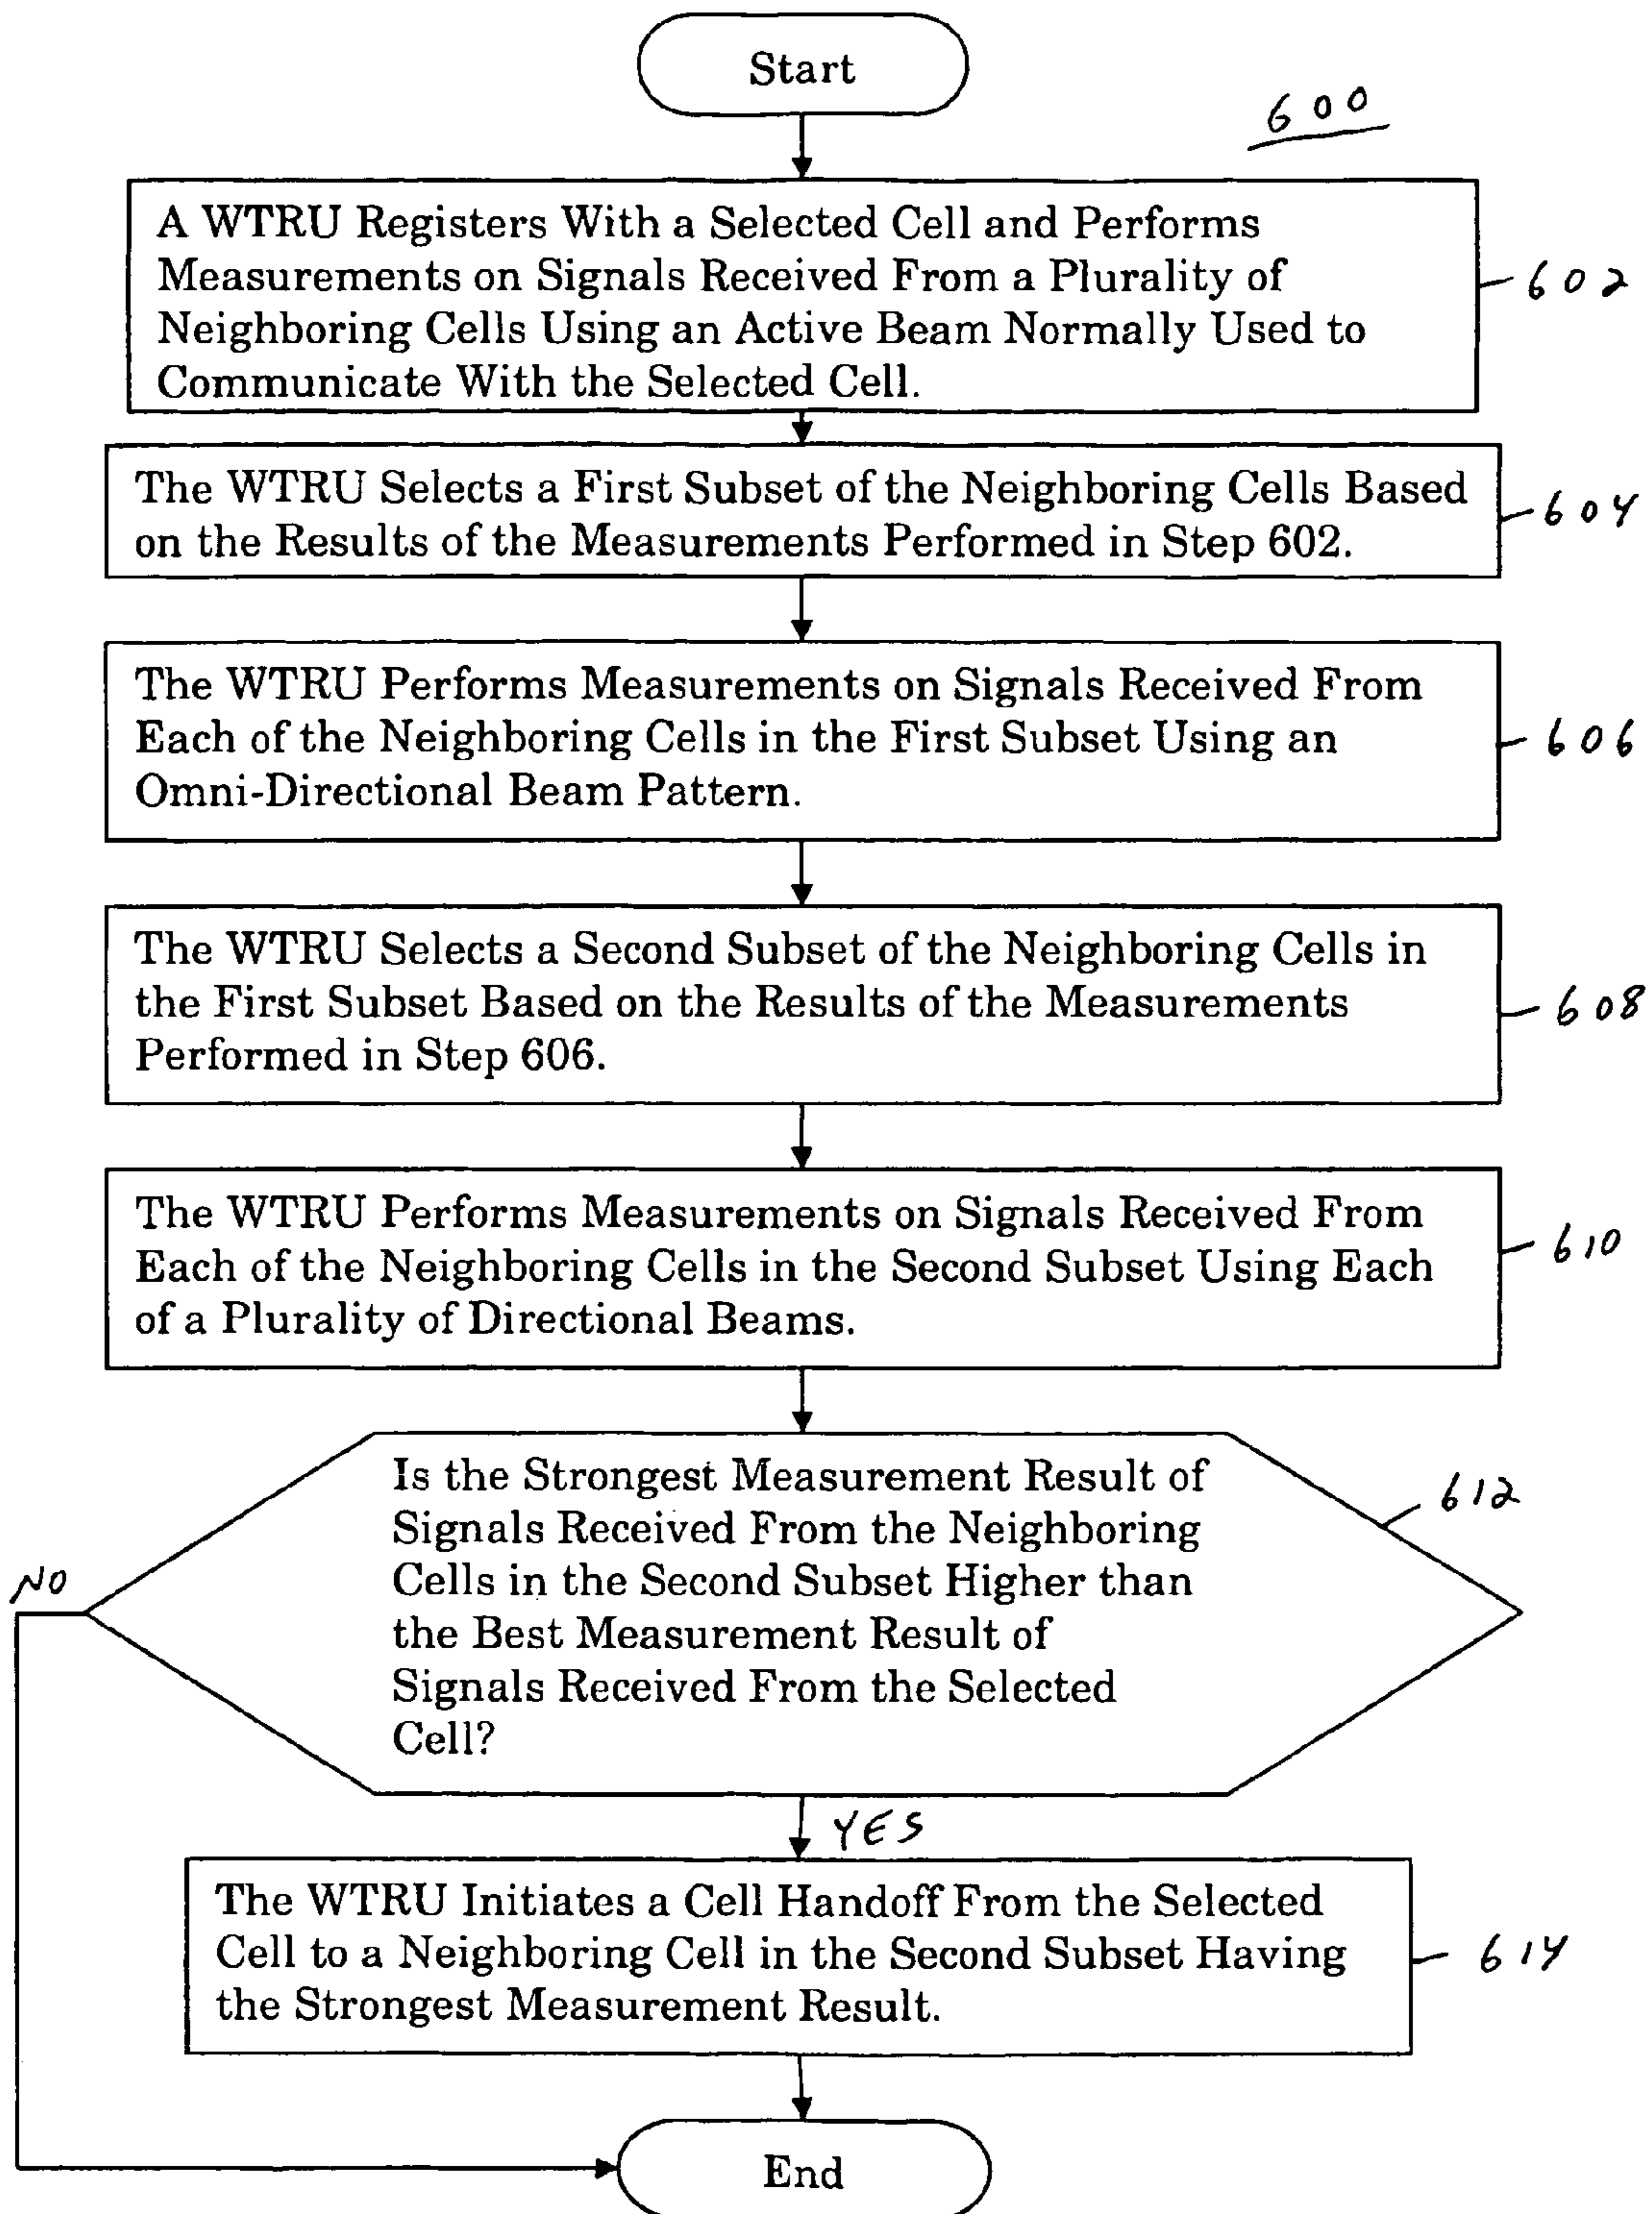 Start
600
A WTRU Registers With a Selected Cell and Performs
Measurements on Signals Received From a Plurality of
Neighboring Cells Using an Active Beam Normally Used to
Communicate With the Selected Cell.
602
The WTRU Selects a First Subset of the Neighboring Cells Based
on the Results of the Measurements Performed in Step 602.
604
The WTRU Performs Measurements on Signals Received From
Each of the Neighboring Cells in the First Subset Using an
Omni-Directional Beam Pattern.
606
The WTRU Selects a Second Subset of the Neighboring Cells in
the First Subset Based on the Results of the Measurements
Performed in Step 606.
608
The WTRU Performs Measurements on Signals Received From
Each of the Neighboring Cells in the Second Subset Using Each
of a Plurality of Directional Beams.
610
Is the Strongest Measurement Result of
Signals Received From the Neighboring
Cells in the Second Subset Higher than
the Best Measurement Result of
Signals Received From the Selected
Cell?
612
NO
YES
The WTRU Initiates a Cell Handoff From the Selected
Cell to a Neighboring Cell in the Second Subset Having
the Strongest Measurement Result.
614
End